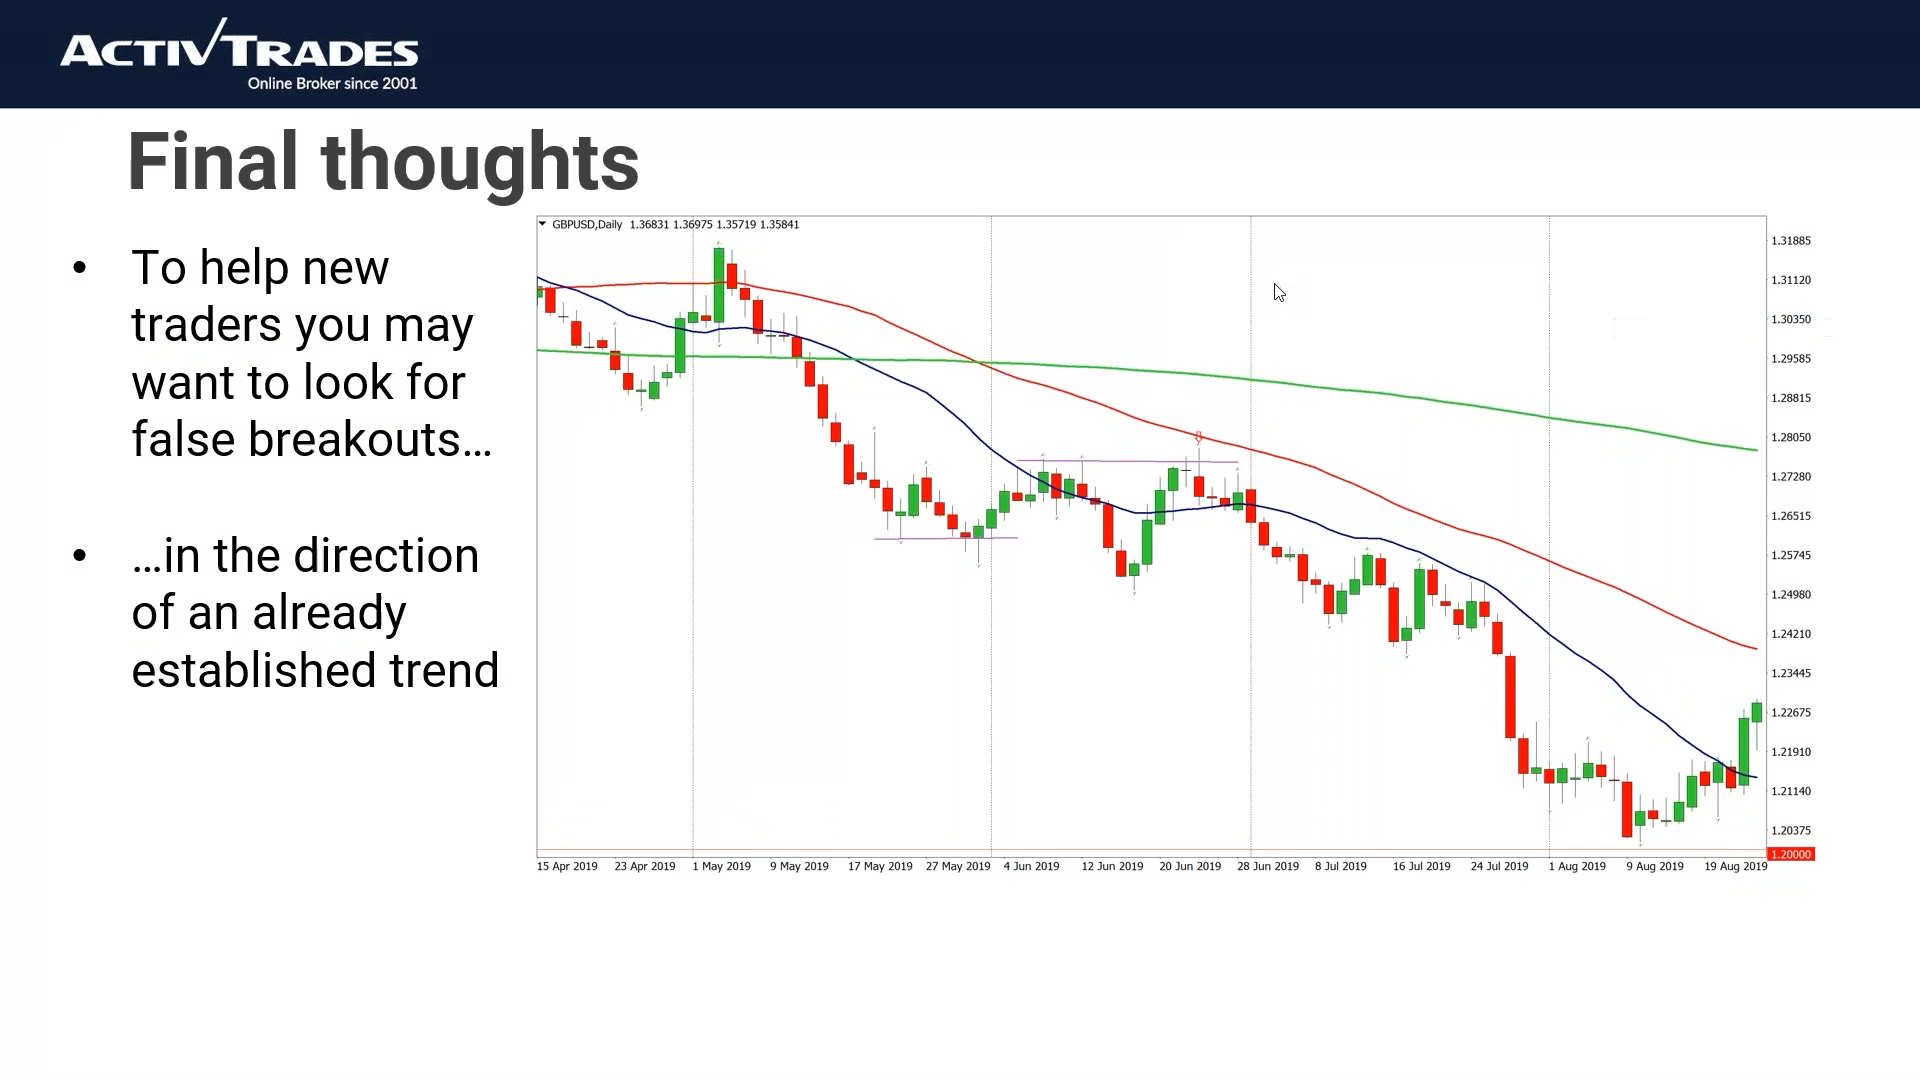 ACTIVTRADES
Online Broker since 2001
Final thoughts
• To help new
traders you may
want to look for
false breakouts…
• …in the direction
of an already
established trend
GBPUSD,Daily 1.36831 1.36975 1.35719 1.35841
1.31885
1.31120
1.30350
1.29585
1.28815
1.28050
1.27280
1.26515
1.25745
1.24980
1.24210
1.23445
1.22675
1.21910
1.21140
1.20375
1.20000
15 Apr 2019 23 Apr 2019 1 May 2019 9 May 2019 17 May 2019 27 May 2019 4 Jun 2019 12 Jun 2019 20 Jun 2019 28 Jun 2019 8 Jul 2019 16 Jul 2019 24 Jul 2019 1 Aug 2019 9 Aug 2019 19 Aug 2019